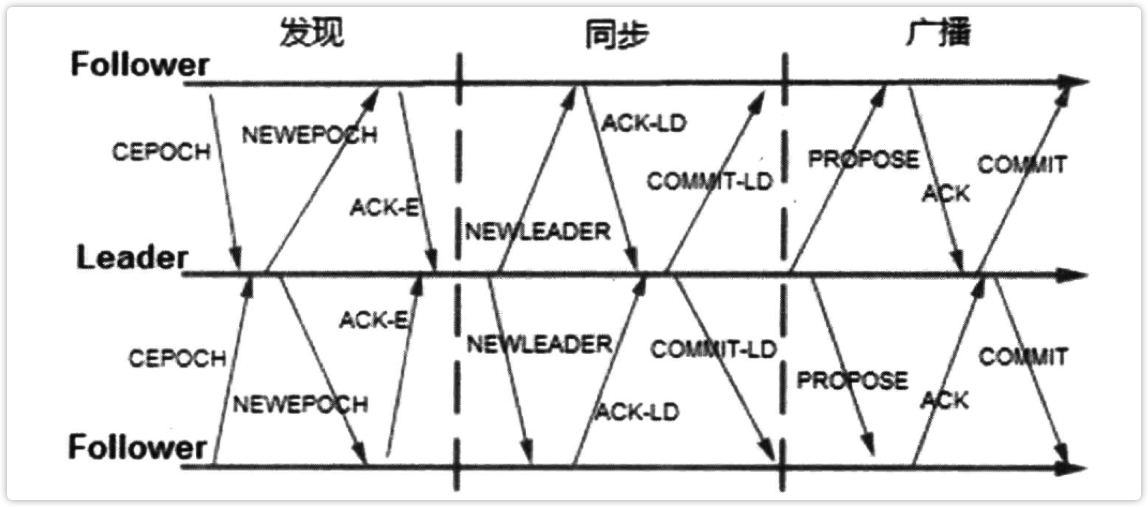 发现 同步 广播
Follower
CEPOCH NEWEPOCH ACK-E NEWLEADER ACK-LD COMMIT-LD PROPOSE ACK COMMIT
Leader
CEPOCH NEWEPOCH ACK-E NEWLEADER ACK-LD COMMIT-LD PROPOSE ACK COMMIT
Follower